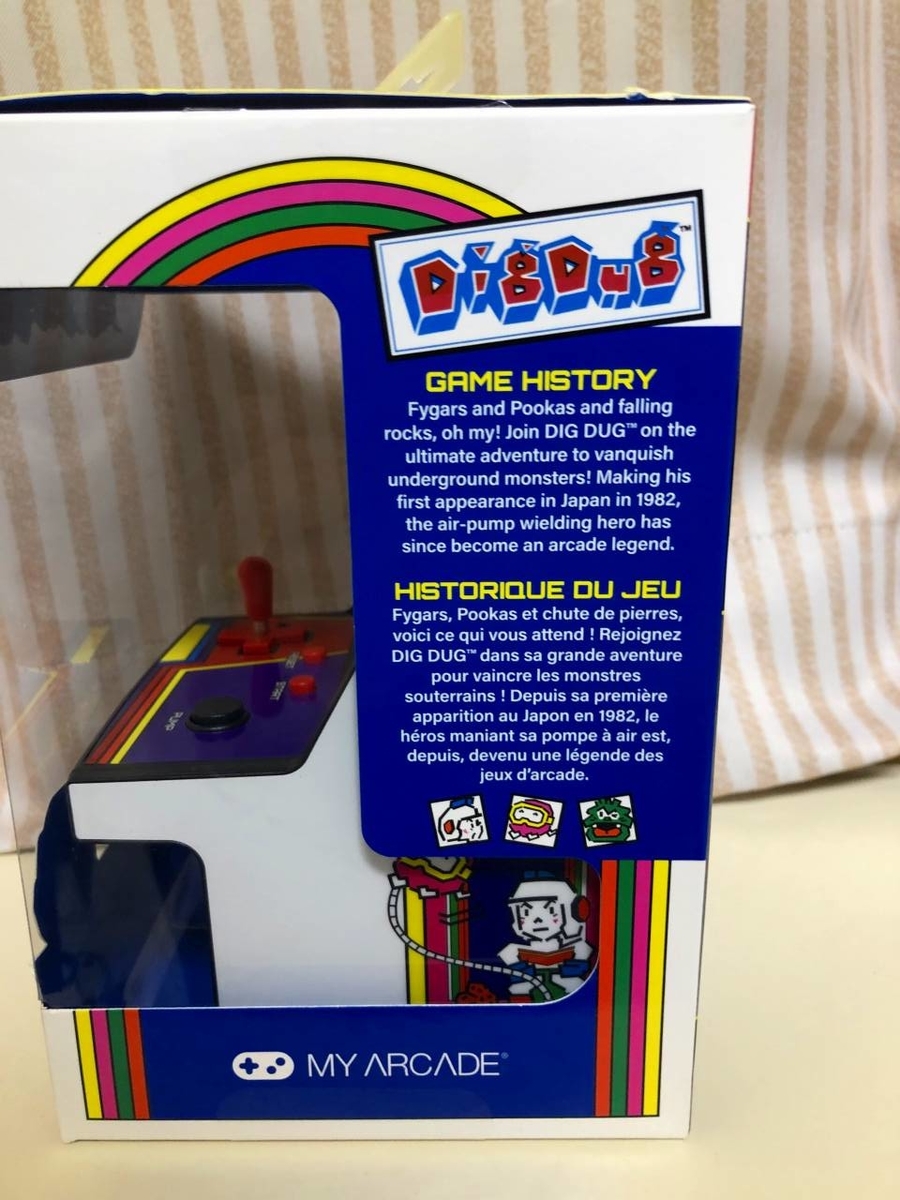 DigDug™
GAME HISTORY
Fygars and Pookas and falling
rocks, oh my! Join DIG DUG™ on the
ultimate adventure to vanquish
underground monsters! Making his
first appearance in Japan in 1982,
the air-pump wielding hero has
since become an arcade legend.
HISTORIQUE DU JEU
Fygars, Pookas et chute de pierres,
voici ce qui vous attend ! Rejoignez
DIG DUG™ dans sa grande aventure
pour vaincre les monstres
souterrains ! Depuis sa première
apparition au Japon en 1982, le
héros maniant sa pompe à air est,
depuis, devenu une légende des
jeux d'arcade.
START
PUMP
MY ARCADE®